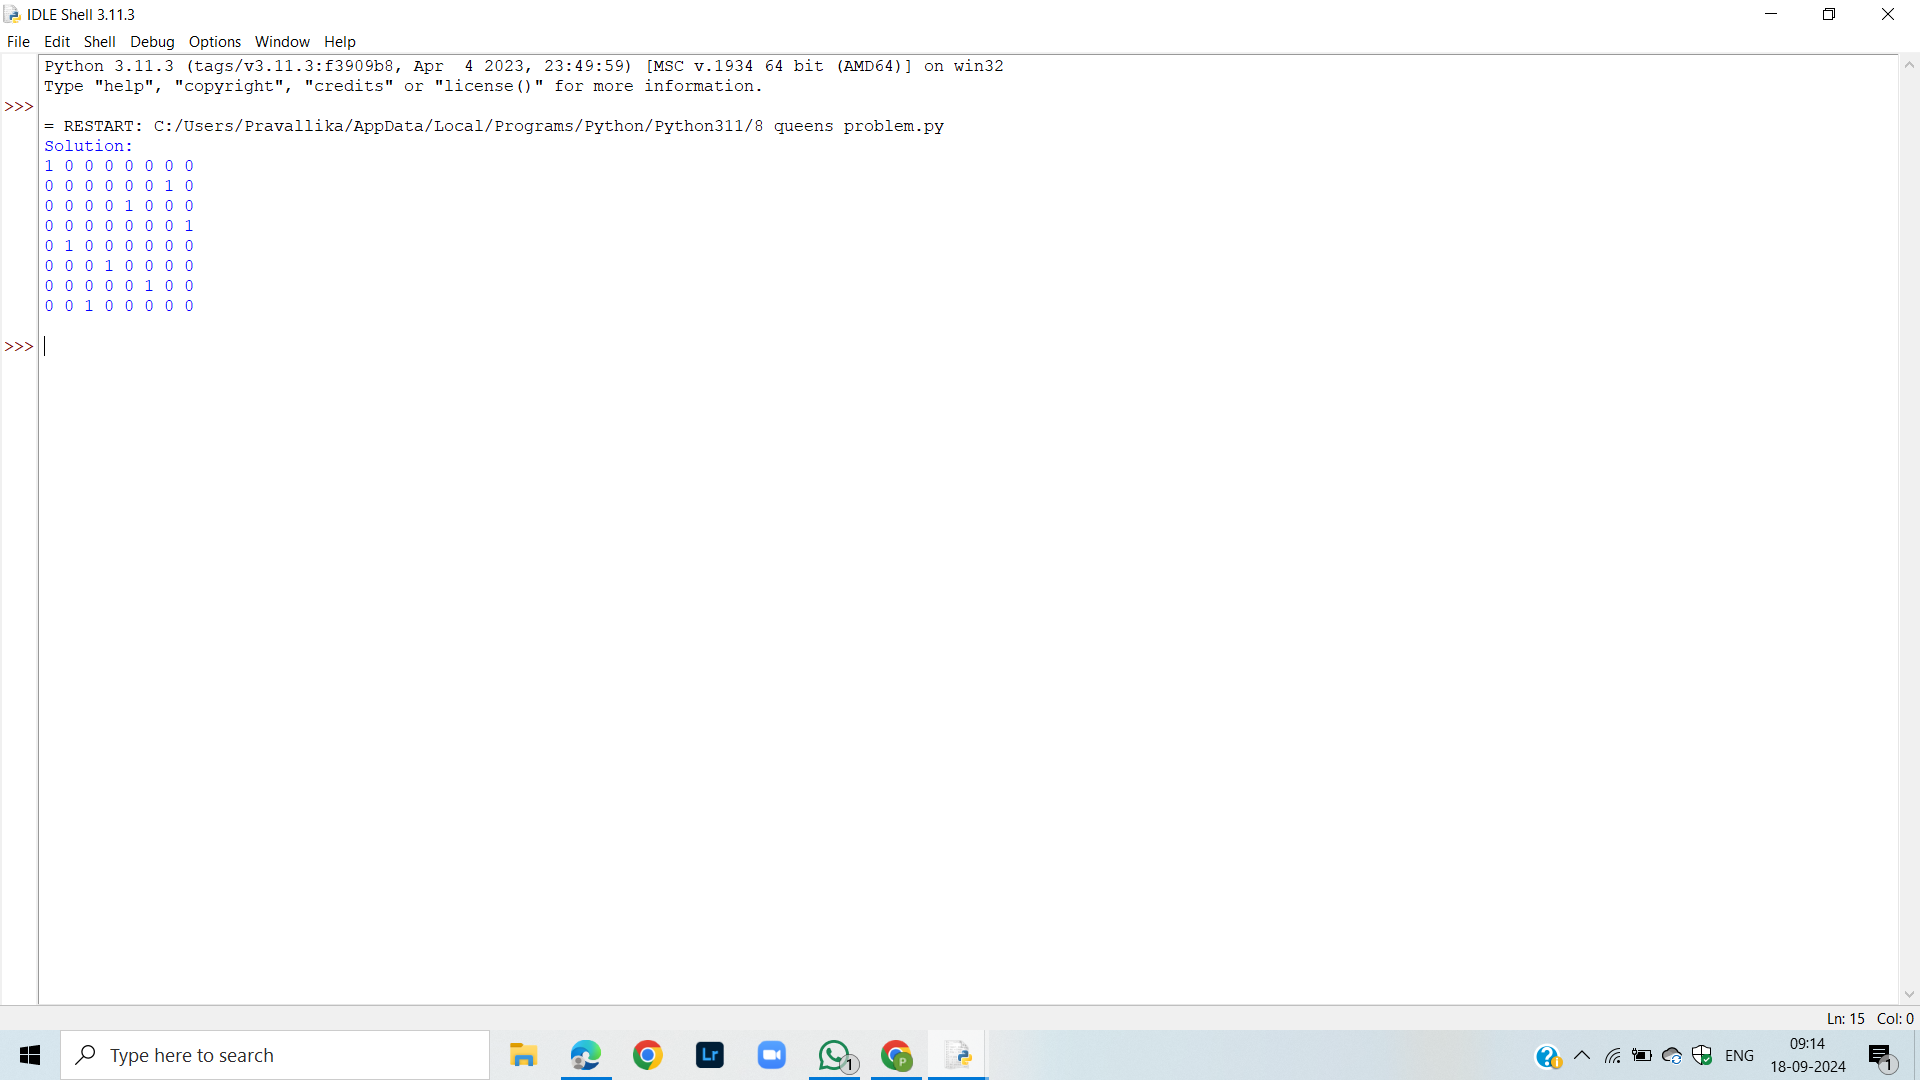 IDLE Shell 3.11.3
File Edit Shell Debug Options Window Help
Python 3.11.3 (tags/v3.11.3:f3909b8, Apr  4 2023, 23:49:59) [MSC v.1934 64 bit (AMD64)] on win32
Type "help", "copyright", "credits" or "license()" for more information.
>>>
= RESTART: C:/Users/Pravallika/AppData/Local/Programs/Python/Python311/8 queens problem.py
Solution:
1 0 0 0 0 0 0 0
0 0 0 0 0 0 1 0
0 0 0 0 1 0 0 0
0 0 0 0 0 0 0 1
0 1 0 0 0 0 0 0
0 0 0 1 0 0 0 0
0 0 0 0 0 1 0 0
0 0 1 0 0 0 0 0
>>>
Ln: 15 Col: 0
Type here to search
Lr
1
P
ENG
09:14
18-09-2024
1